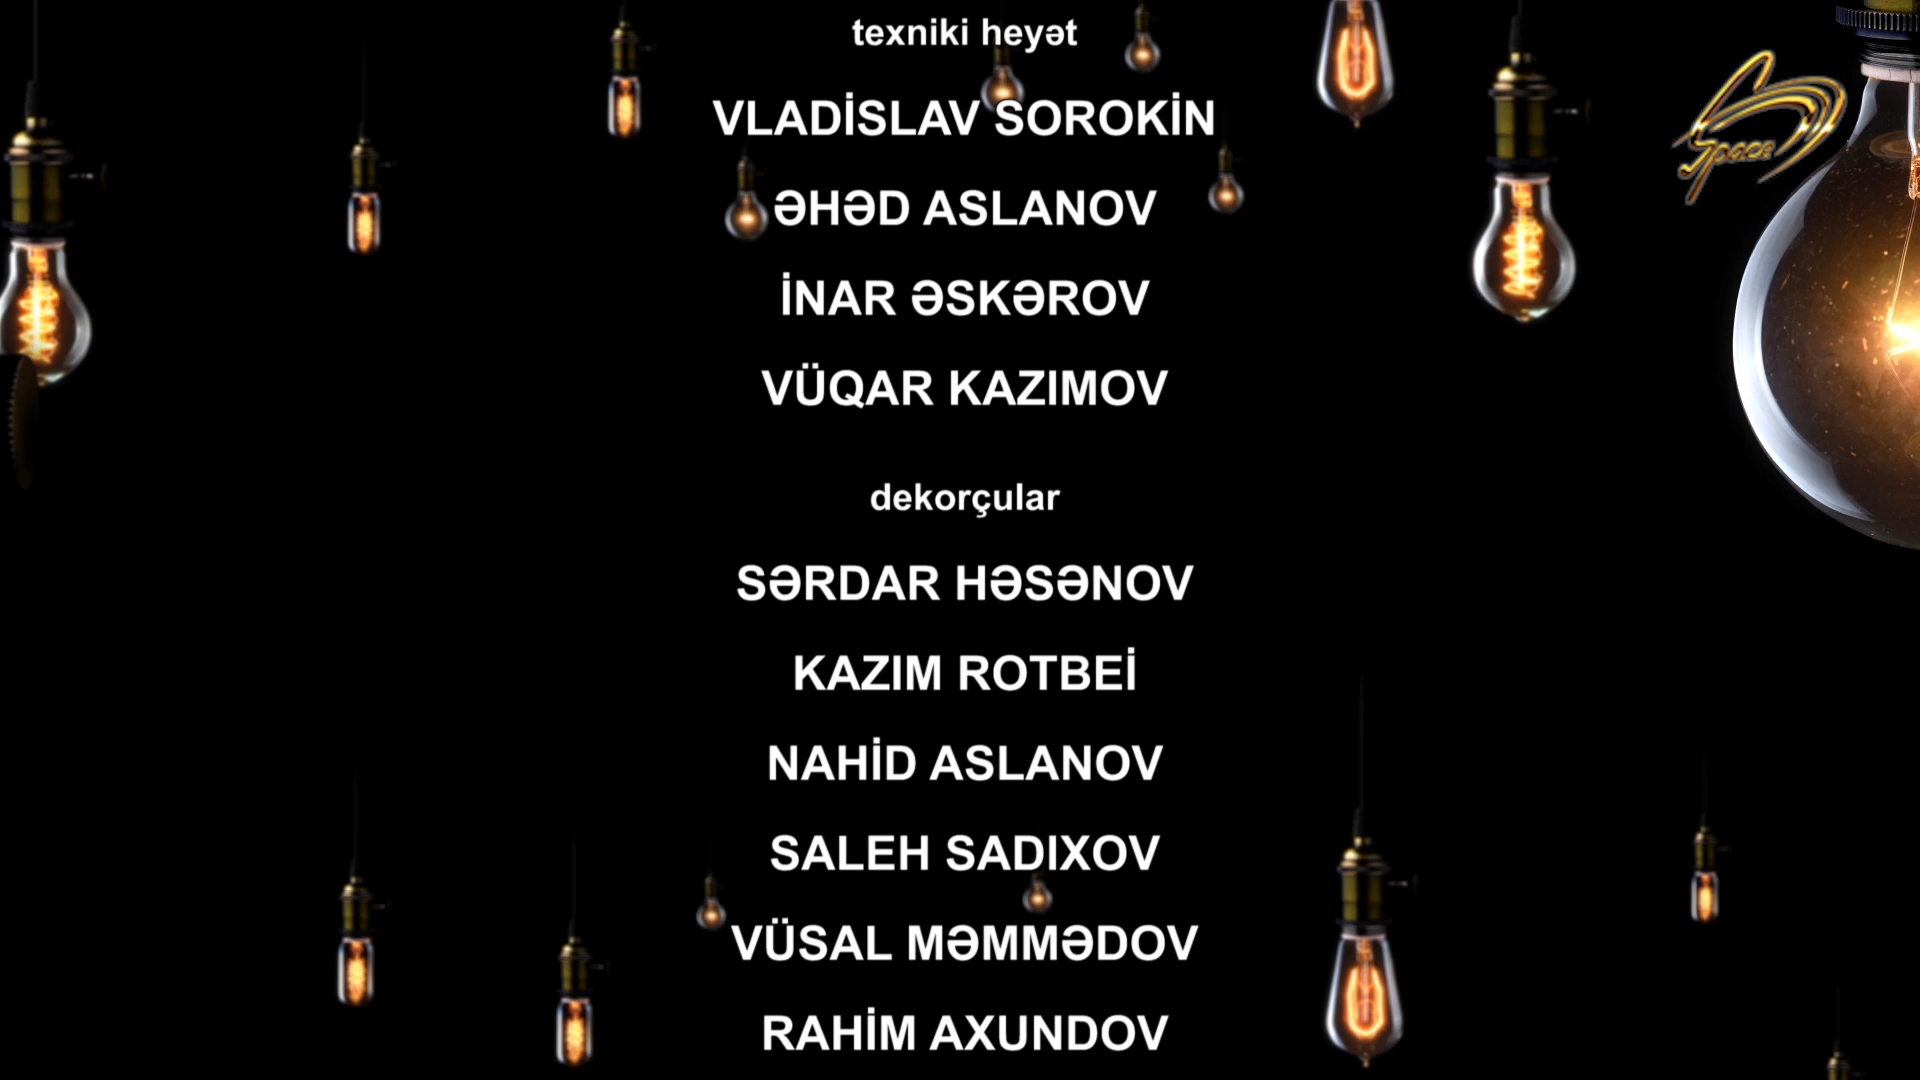 texniki heyət
VLADİSLAV SOROKİN
ƏHƏD ASLANOV
İNAR ƏSKƏROV
VÜQAR KAZIMOV
dekorçular
SƏRDAR HƏSƏNOV
KAZIM ROTBEİ
NAHİD ASLANOV
SALEH SADIXOV
VÜSAL MƏMMƏDOV
RAHİM AXUNDOV
Space